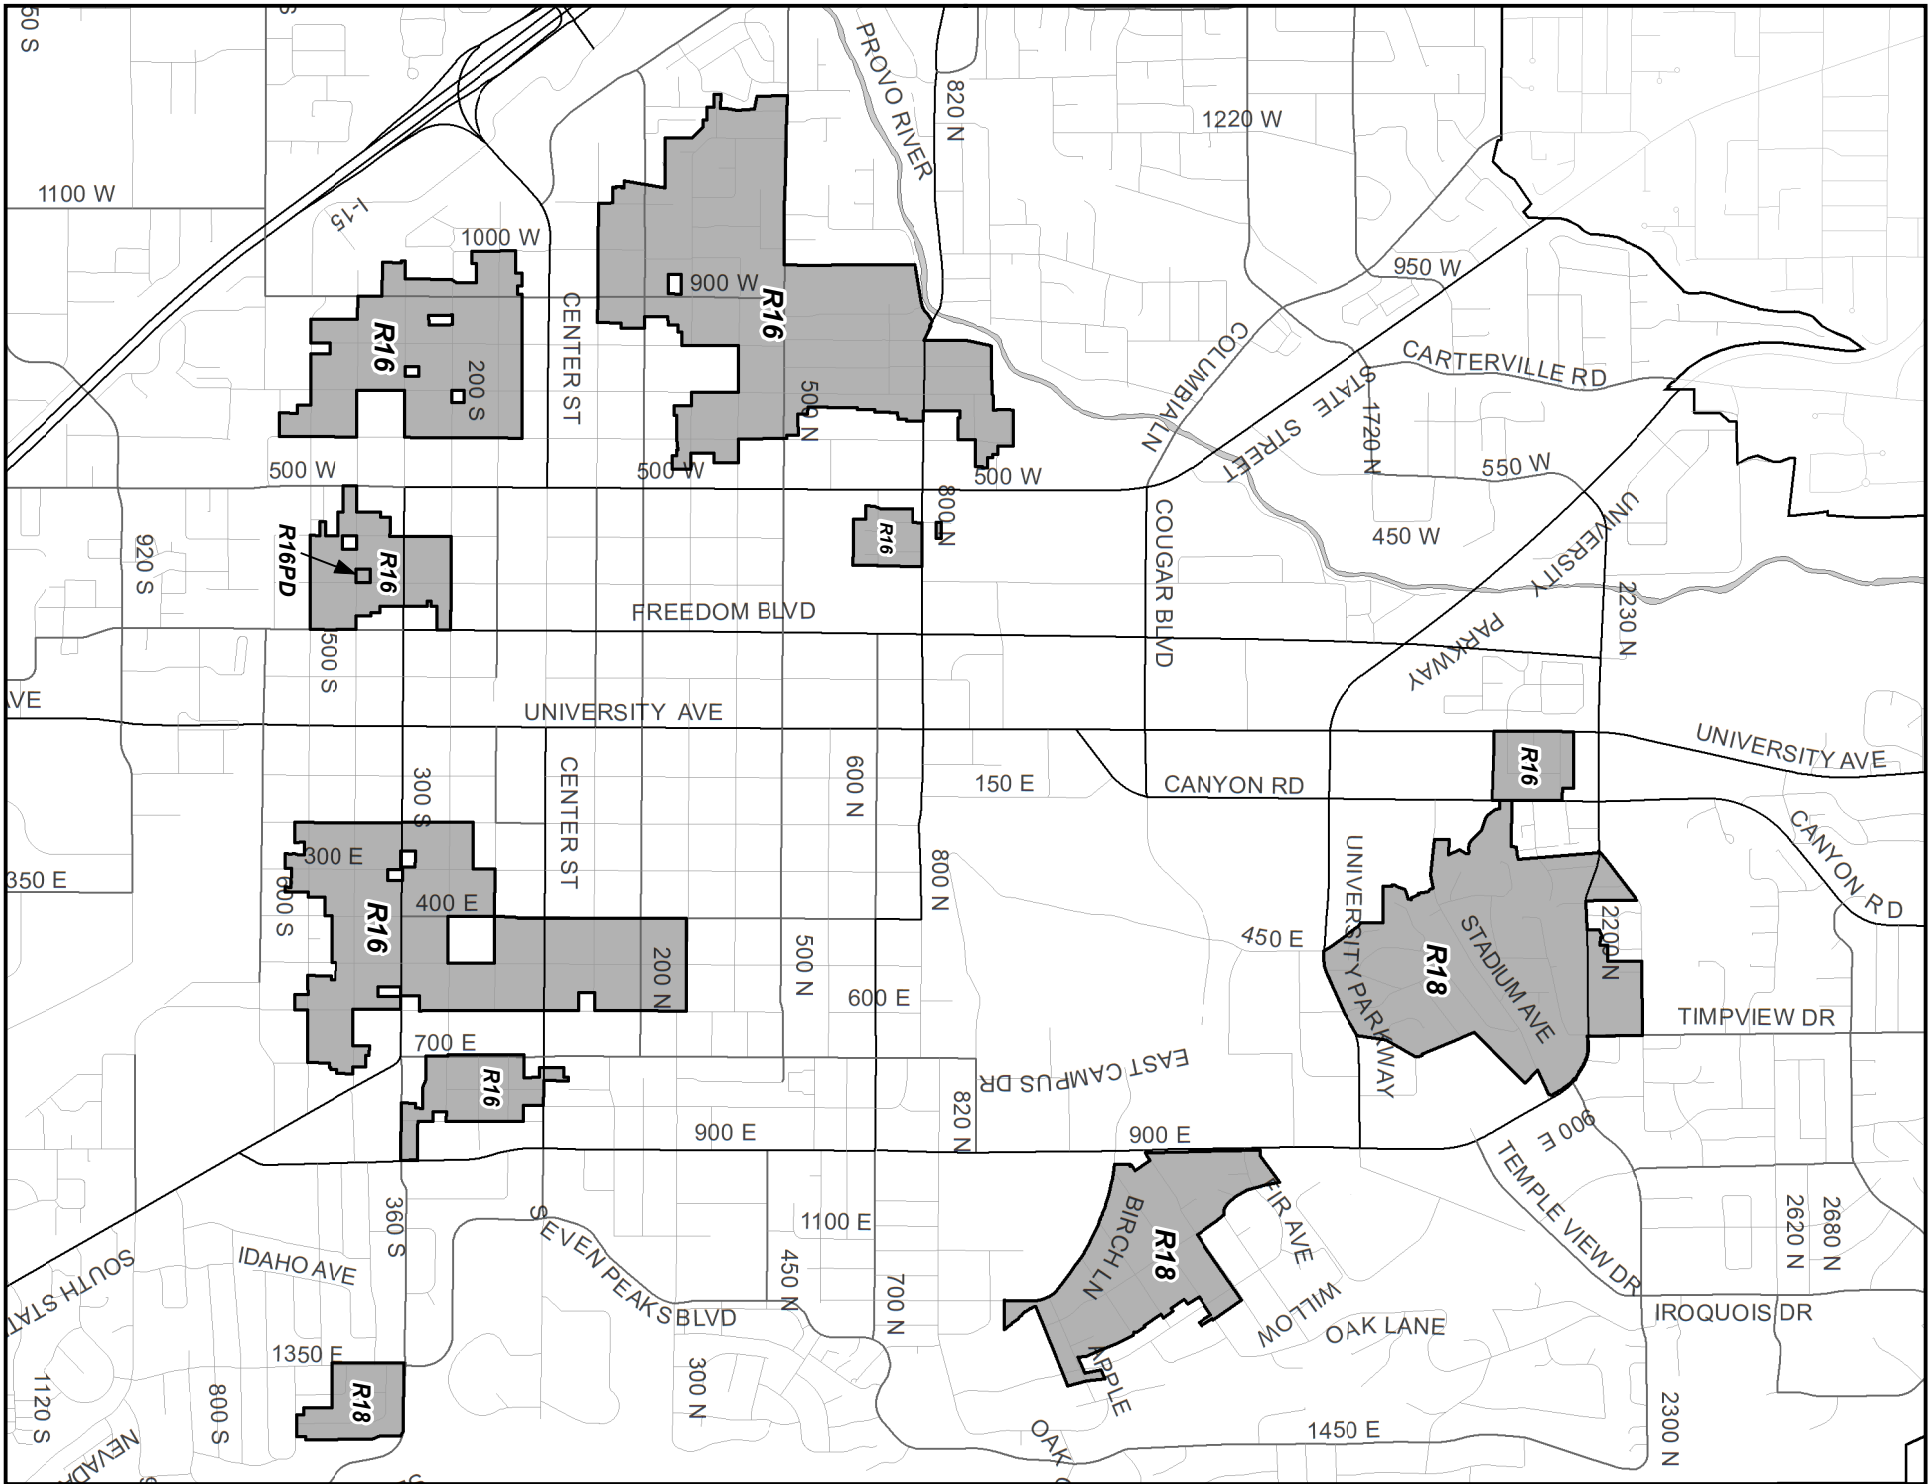 50 S
S
PROVO RIVER
820 N
1220 W
1100 W
I-15
1000 W
900 W
R16
950 W
CENTER ST
R16
200 S
500 N
COLUMBIA LN
STATE STREET
CARTERVILLE RD
1720 N
500 W
500 W
500 W
550 W
800 N
R16
R16PD
R16
920 S
COUGAR BLVD
450 W
UNIVERSITY PARKWAY
2230 N
FREEDOM BLVD
500 S
AVE
UNIVERSITY AVE
UNIVERSITY AVE
R16
300 S
CENTER ST
600 N
150 E
CANYON RD
CANYON RD
300 E
350 E
600 S
400 E
R16
800 N
UNIVERSITY PARKWAY
450 E
R18
STADIUM AVE
2200 N
200 N
500 N
600 E
TIMPVIEW DR
700 E
R16
EAST CAMPUS DR
820 N
900 E
900 E
900 E
TEMPLE VIEW DR
360 S
SEVEN PEAKS BLVD
1100 E
BIRCH LN
R18
FIR AVE
2620 N
2680 N
SOUTH STAT
IDAHO AVE
450 N
700 N
WILLOW
OAK LANE
IROQUOIS DR
1350 E
R18
1120 S
800 S
300 N
APPLE
OAK
1450 E
2300 N
NEVADA